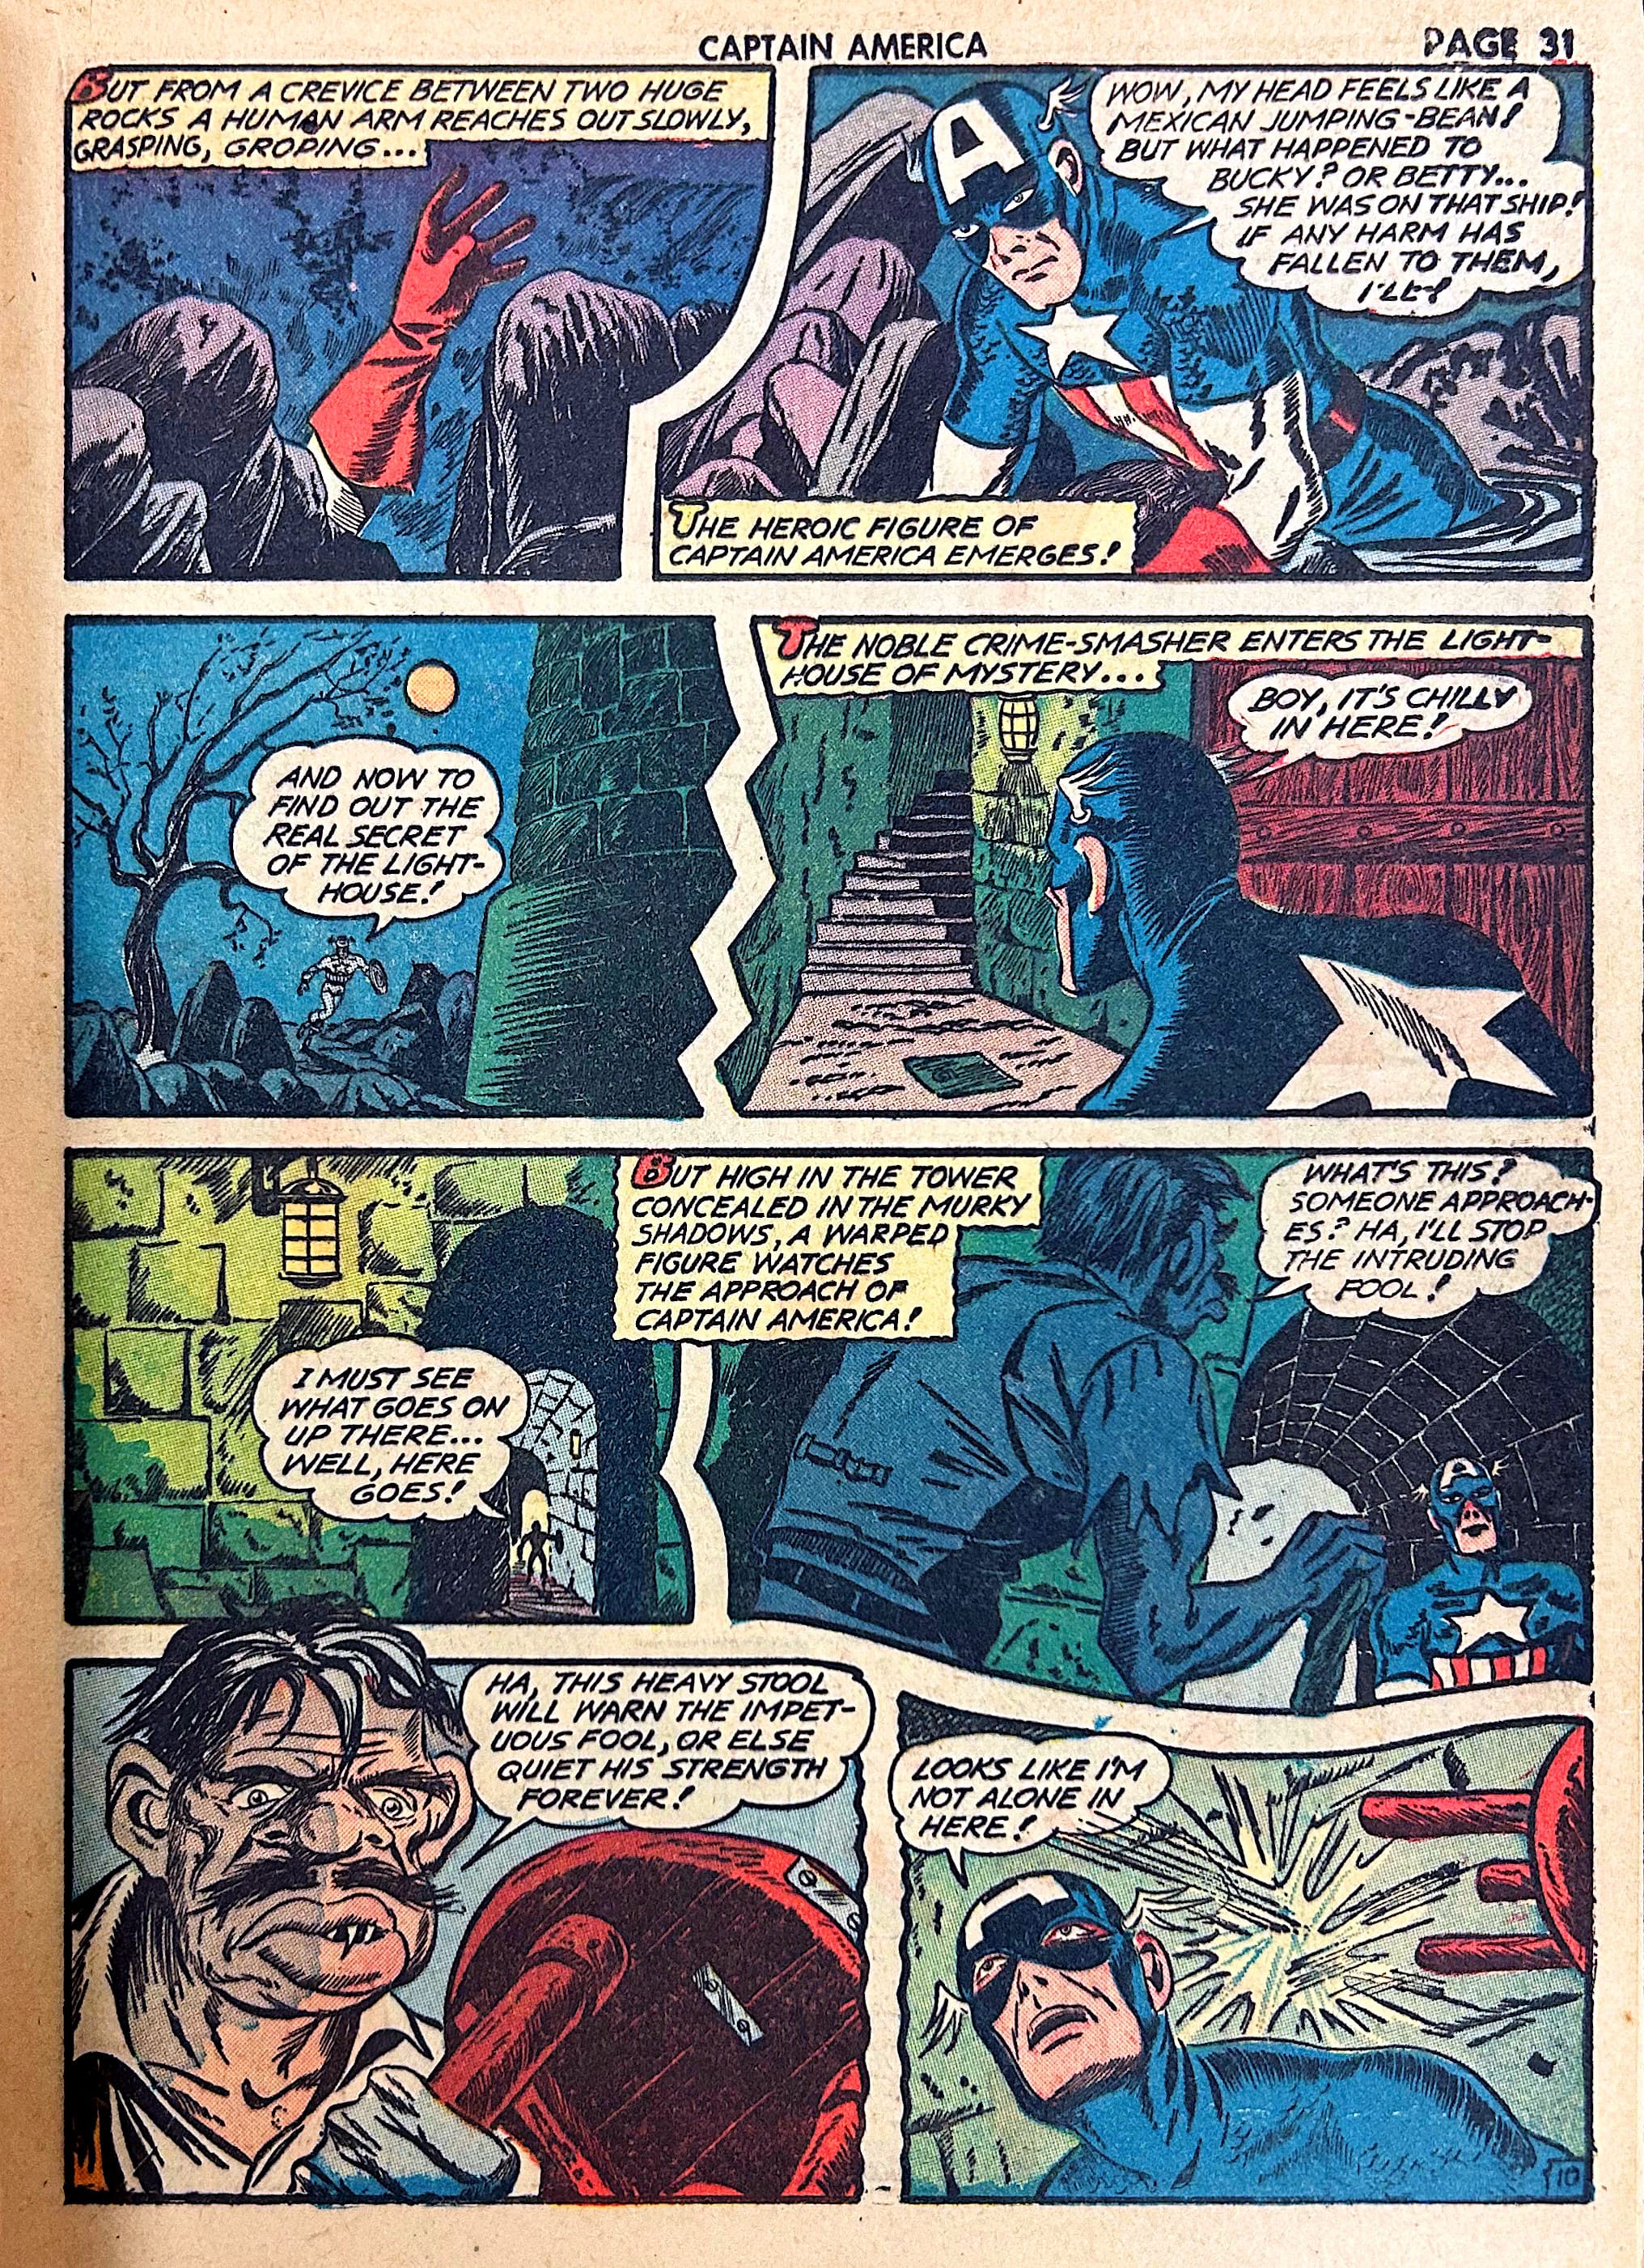 CAPTAIN AMERICA
PAGE 31
BUT FROM A CREVICE BETWEEN TWO HUGE
ROCKS A HUMAN ARM REACHES OUT SLOWLY,
GRASPING, GROPING...
WOW, MY HEAD FEELS LIKE A
MEXICAN JUMPING-BEAN!
BUT WHAT HAPPENED TO
BUCKY? OR BETTY...
SHE WAS ON THAT SHIP!
IF ANY HARM HAS
FALLEN TO THEM,
I'LL-!
THE HEROIC FIGURE OF
CAPTAIN AMERICA EMERGES!
AND NOW TO
FIND OUT THE
REAL SECRET
OF THE LIGHT-
HOUSE!
THE NOBLE CRIME-SMASHER ENTERS THE LIGHT-
HOUSE OF MYSTERY...
BOY, IT'S CHILLY
IN HERE!
I MUST SEE
WHAT GOES ON
UP THERE...
WELL, HERE
GOES!
BUT HIGH IN THE TOWER
CONCEALED IN THE MURKY
SHADOWS, A WARPED
FIGURE WATCHES
THE APPROACH OF
CAPTAIN AMERICA!
WHAT'S THIS?
SOMEONE APPROACH-
ES? HA, I'LL STOP
THE INTRUDING
FOOL!
A
HA, THIS HEAVY STOOL
WILL WARN THE IMPET-
UOUS FOOL, OR ELSE
QUIET HIS STRENGTH
FOREVER!
LOOKS LIKE I'M
NOT ALONE IN
HERE!
10